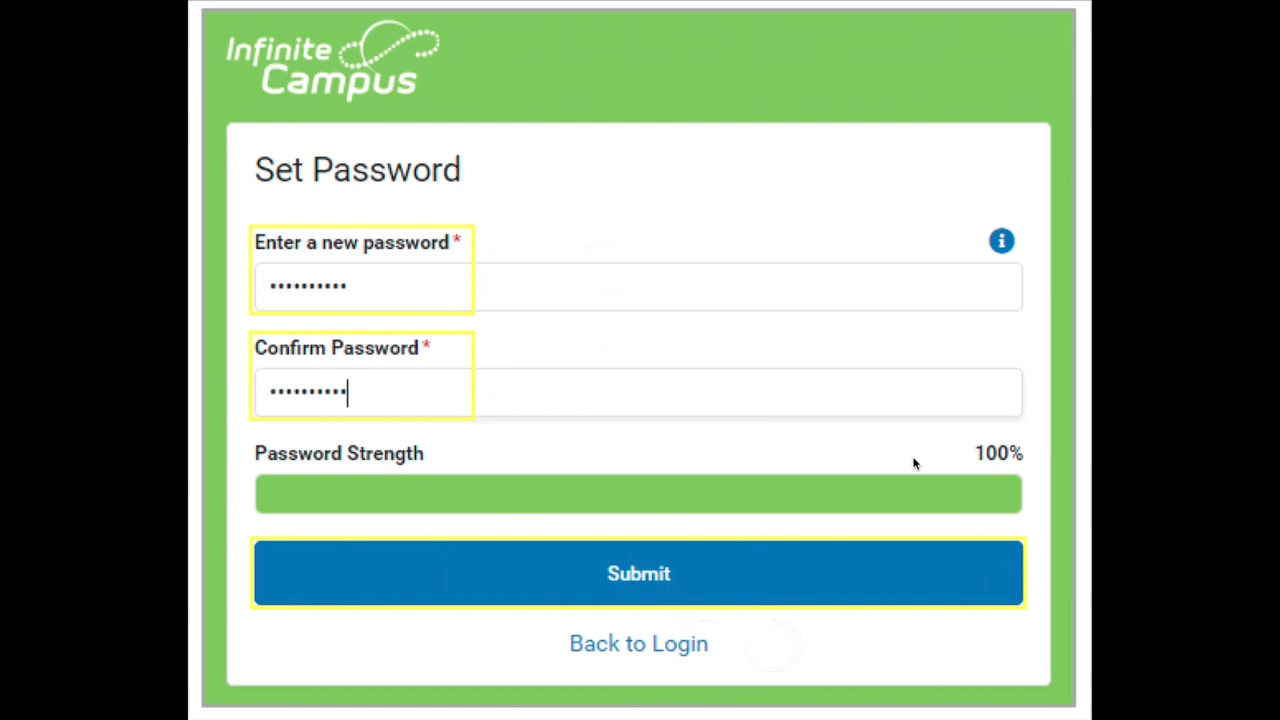 Infinite
Campus
Set Password
Enter a new password *
••••••••••
Confirm Password *
••••••••••
Password Strength 100%
Submit
Back to Login